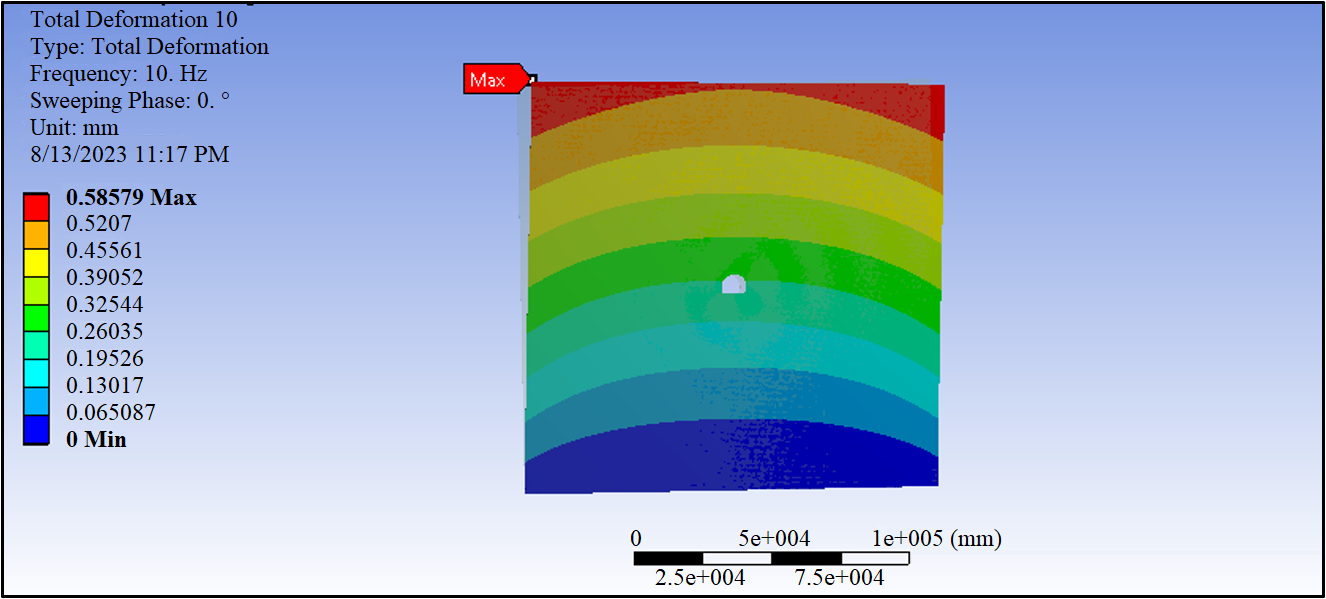 Total Deformation 10
Type: Total Deformation
Frequency: 10. Hz
Sweeping Phase: 0. °
Unit: mm
8/13/2023 11:17 PM
Max
0.58579 Max
0.5207
0.45561
0.39052
0.32544
0.26035
0.19526
0.13017
0.065087
0 Min
0 5e+004 1e+005 (mm)
2.5e+004 7.5e+004